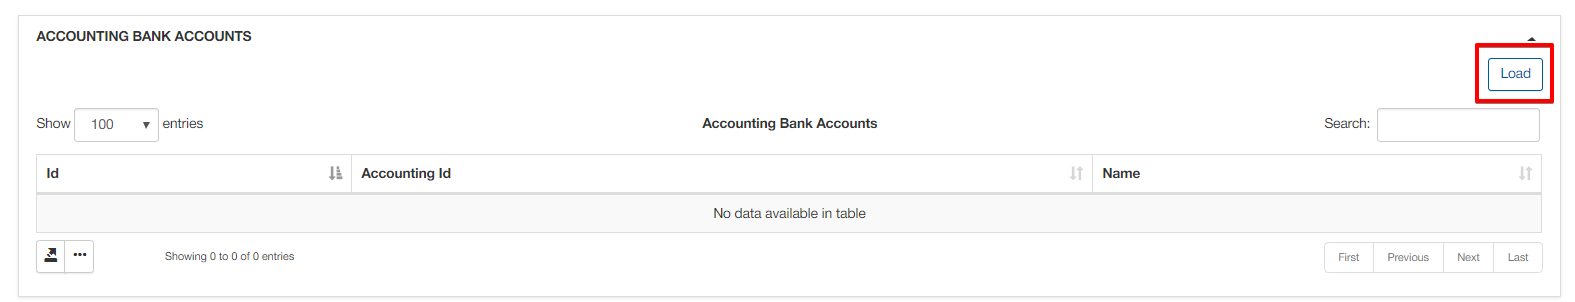 ACCOUNTING BANK ACCOUNTS
Load
Show 100 entries
Accounting Bank Accounts
Search:
Id Accounting Id Name
No data available in table
Showing 0 to 0 of 0 entries
First Previous Next Last